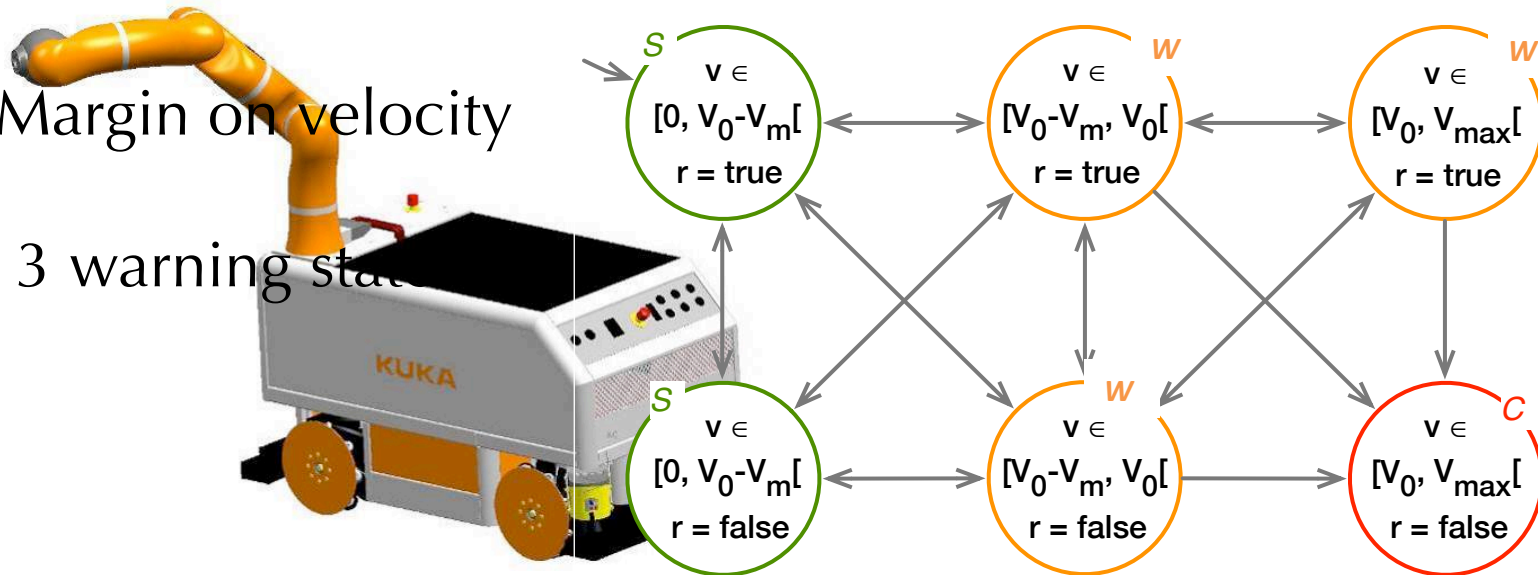 Margin on velocity
3 warning
KUKA
S
v ∈
[0, V₀-Vₘ[
r = true
W
v ∈
[V₀-Vₘ, V₀[
r = true
W
v ∈
[V₀, Vmax[
r = true
S
v ∈
[0, V₀-Vₘ[
r = false
W
v ∈
[V₀-Vₘ, V₀[
r = false
C
v ∈
[V₀, Vmax[
r = false